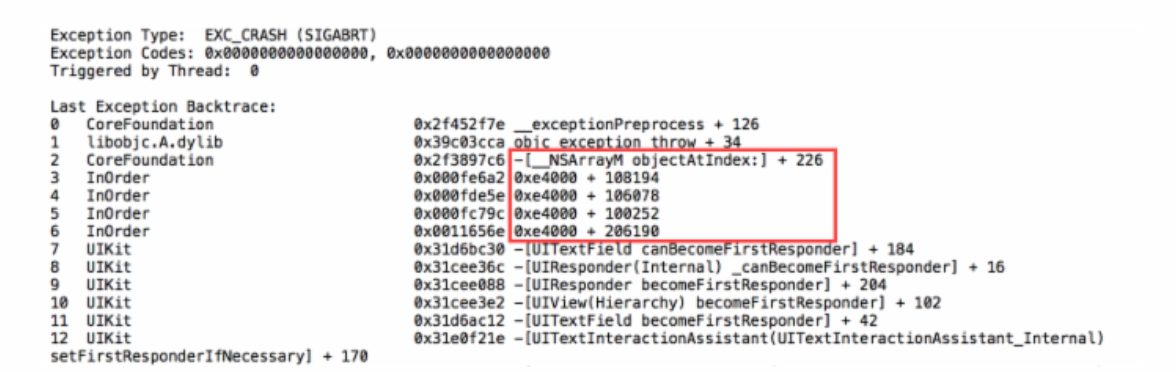 Exception Type:  EXC_CRASH (SIGABRT)
Exception Codes: 0x0000000000000000, 0x0000000000000000
Triggered by Thread:  0
Last Exception Backtrace:
0   CoreFoundation                 0x2f452f7e __exceptionPreprocess + 126
1   libobjc.A.dylib                0x39c03cca objc_exception_throw + 34
2   CoreFoundation                 0x2f3897c6 -[__NSArrayM objectAtIndex:] + 226
3   InOrder                        0x000fe6a2 0xe4000 + 108194
4   InOrder                        0x000fde5e 0xe4000 + 106078
5   InOrder                        0x000fc79c 0xe4000 + 100252
6   InOrder                        0x0011656e 0xe4000 + 206190
7   UIKit                          0x31d6bc30 -[UITextField canBecomeFirstResponder] + 184
8   UIKit                          0x31cee36c -[UIResponder(Internal) _canBecomeFirstResponder] + 16
9   UIKit                          0x31cee088 -[UIResponder becomeFirstResponder] + 204
10  UIKit                          0x31cee3e2 -[UIView(Hierarchy) becomeFirstResponder] + 102
11  UIKit                          0x31d6ac12 -[UITextField becomeFirstResponder] + 42
12  UIKit                          0x31e0f21e -[UITextInteractionAssistant(UITextInteractionAssistant_Internal)
setFirstResponderIfNecessary] + 170